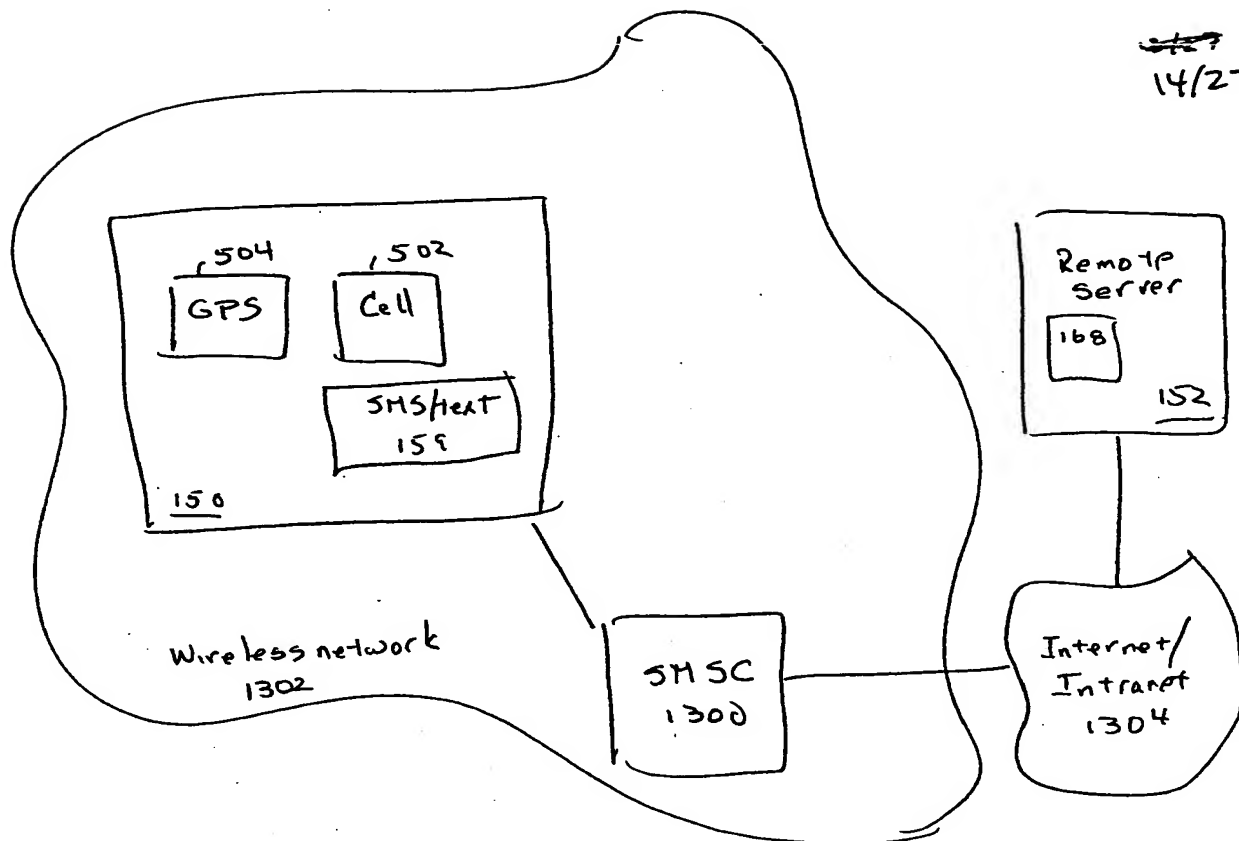 14/2
504
502
GPS
Cell
SMS/text
159
150
Wireless network
1302
SMSC
1300
Remote
Server
168
152
Internet/
Intranet
1304